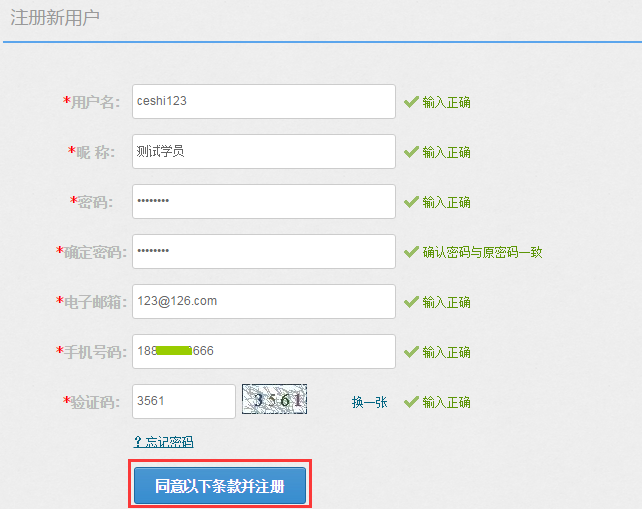 注册新用户
*用户名: ceshi123 输入正确
*昵 称: 测试学员 输入正确
*密码: •••••••• 输入正确
*确定密码: •••••••• 确认密码与原密码一致
*电子邮箱: 123@126.com 输入正确
*手机号码: 188 666 输入正确
*验证码: 3561 3561 换一张 输入正确
? 忘记密码
同意以下条款并注册